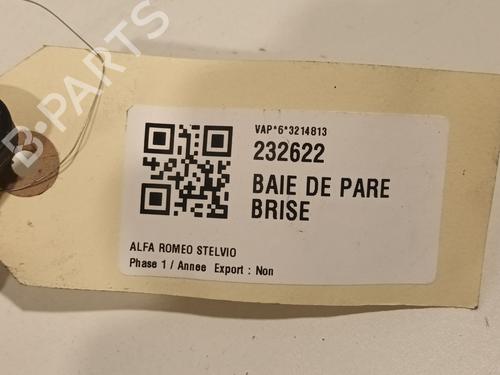 B-PARTS
VAP*6*3214813
232622
BAIE DE PARE
BRISE
ALFA ROMEO STELVIO
Phase 1 / Annee Export : Non